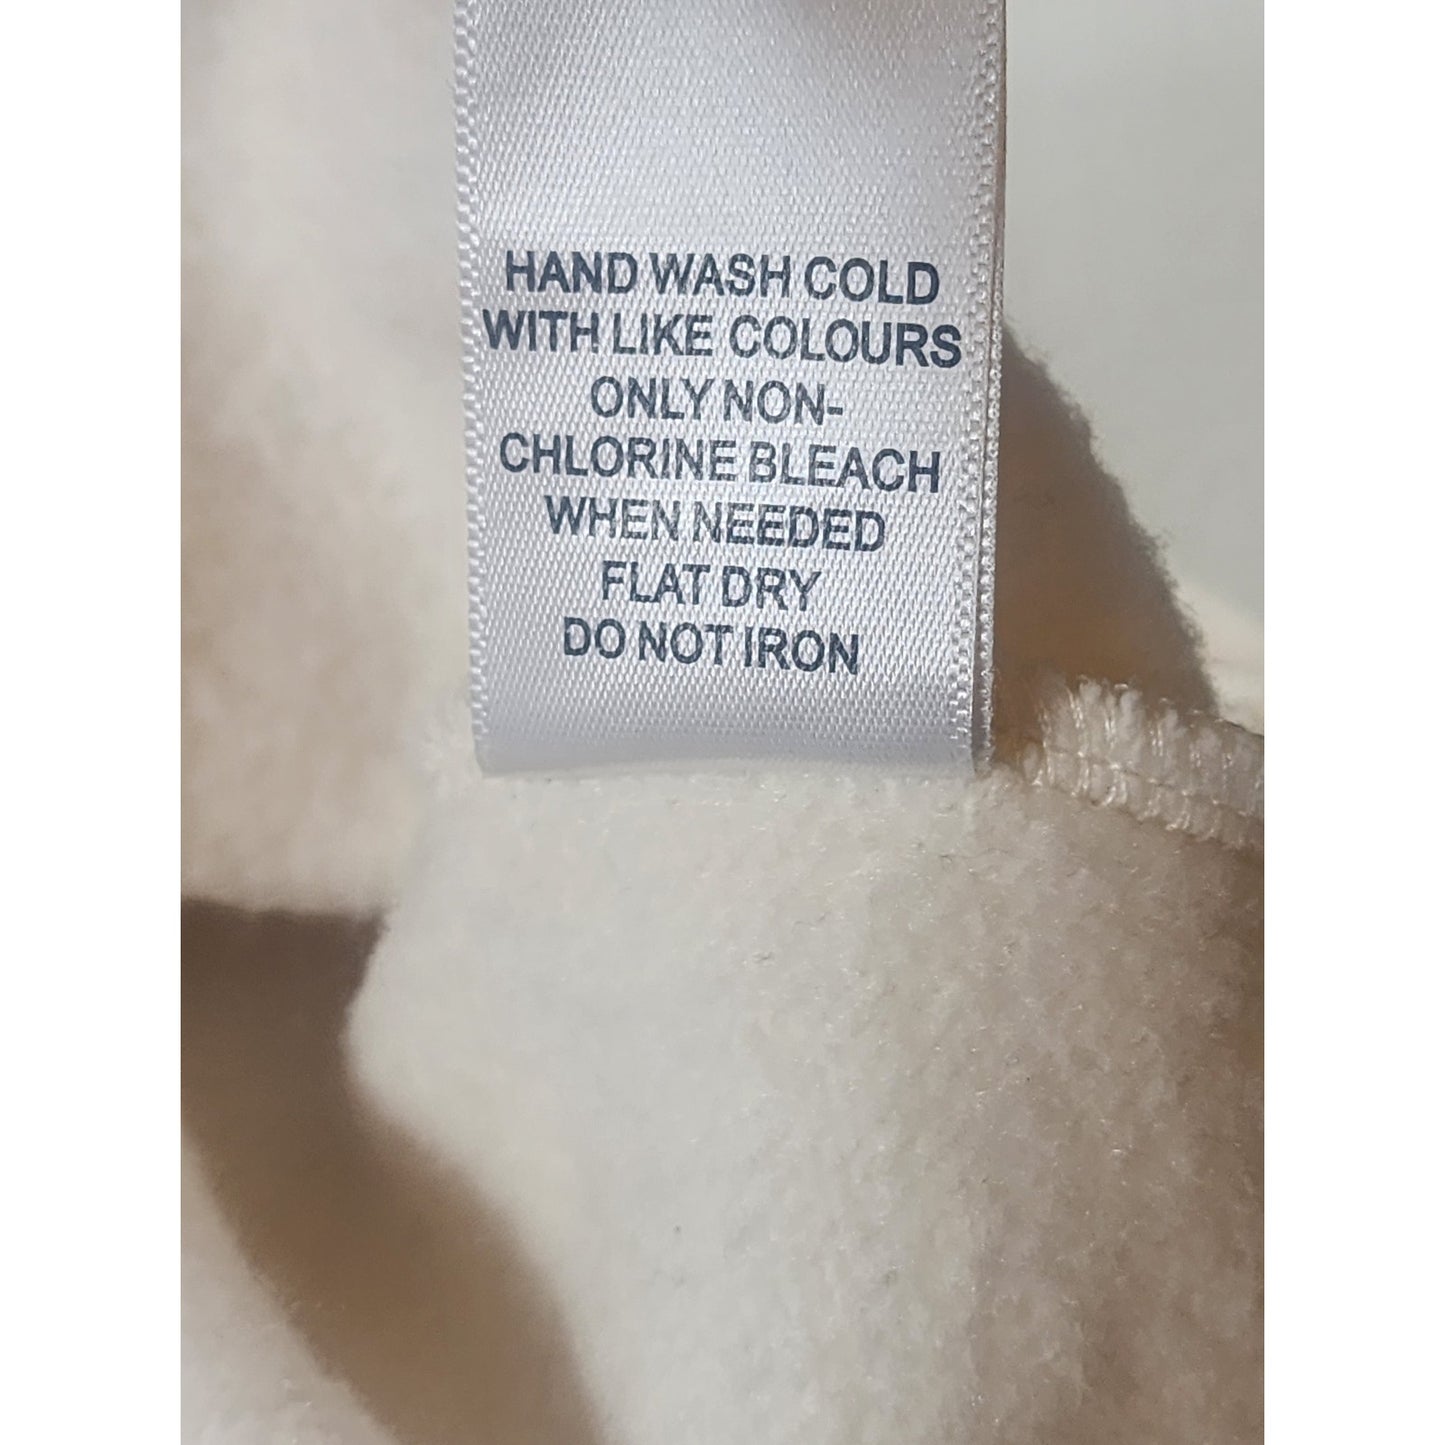 HAND WASH COLD
WITH LIKE COLOURS
ONLY NON-
CHLORINE BLEACH
WHEN NEEDED
FLAT DRY
DO NOT IRON